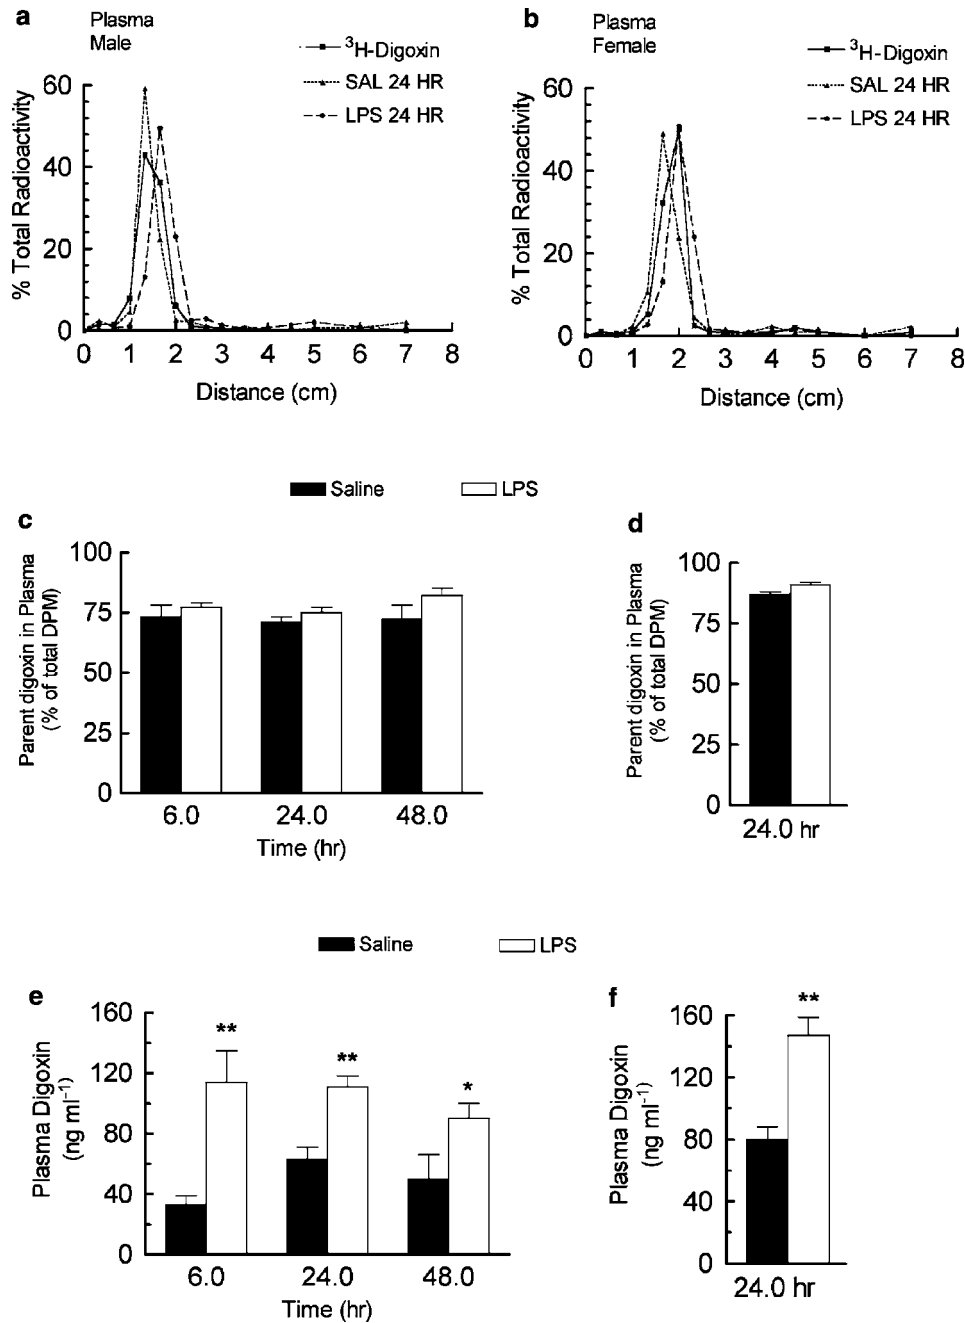 a
Plasma
Male
³H-Digoxin
SAL 24 HR
LPS 24 HR
% Total Radioactivity
60
40
20
0
0 1 2 3 4 5 6 7 8
Distance (cm)
b
Plasma
Female
³H-Digoxin
SAL 24 HR
LPS 24 HR
% Total Radioactivity
60
40
20
0
0 1 2 3 4 5 6 7 8
Distance (cm)
Saline LPS
c
Parent digoxin in Plasma
(% of total DPM)
100
75
50
25
0
6.0 24.0 48.0
Time (hr)
d
Parent digoxin in Plasma
(% of total DPM)
100
75
50
25
0
24.0 hr
Saline LPS
e
Plasma Digoxin
(ng ml⁻¹)
160
120
80
40
0
** ** *
6.0 24.0 48.0
Time (hr)
f
Plasma Digoxin
(ng ml⁻¹)
160
120
80
40
0
**
24.0 hr